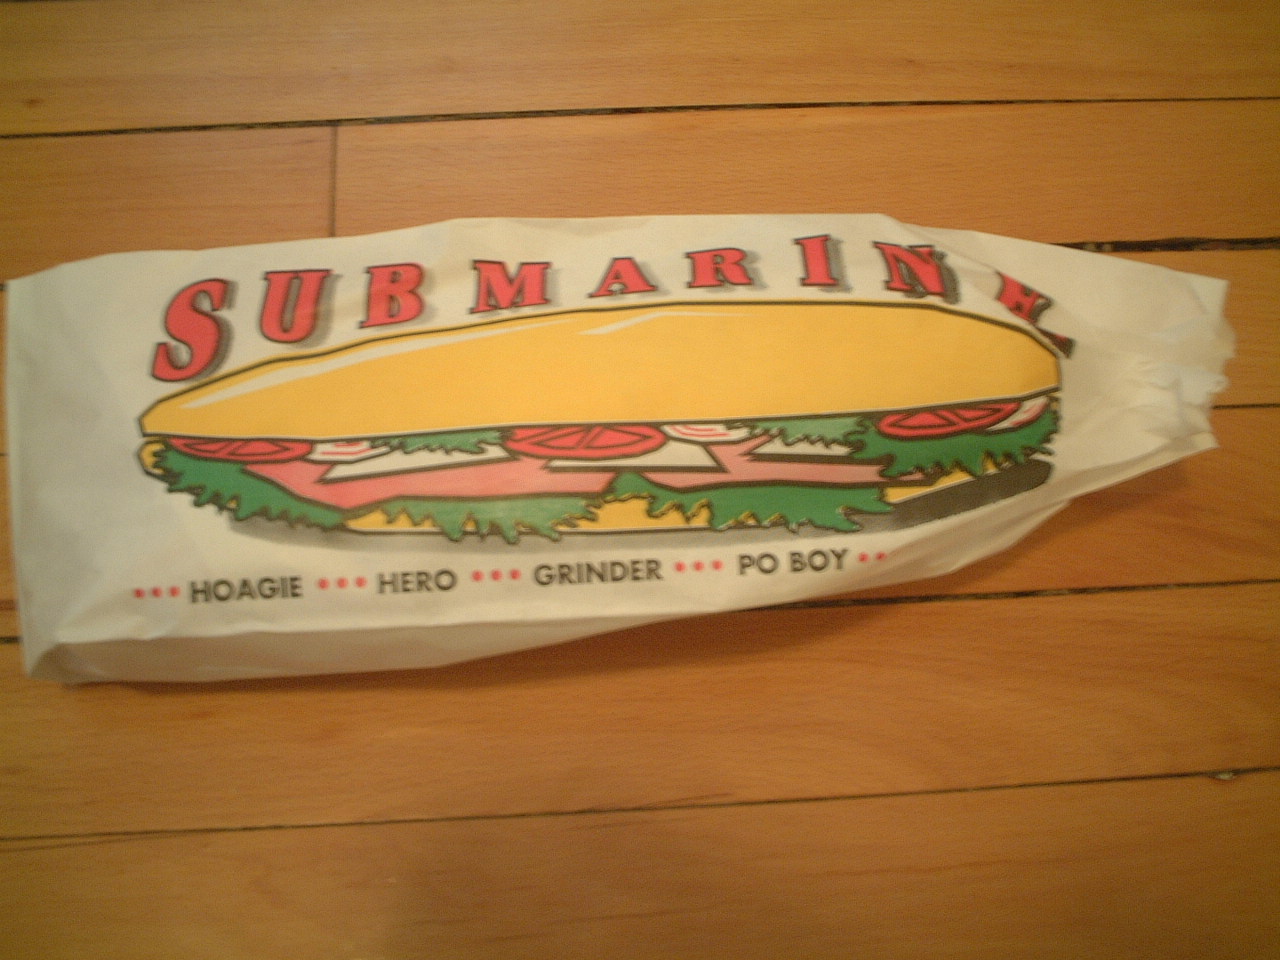 SUBMARINE
••• HOAGIE ••• HERO ••• GRINDER ••• PO BOY ••